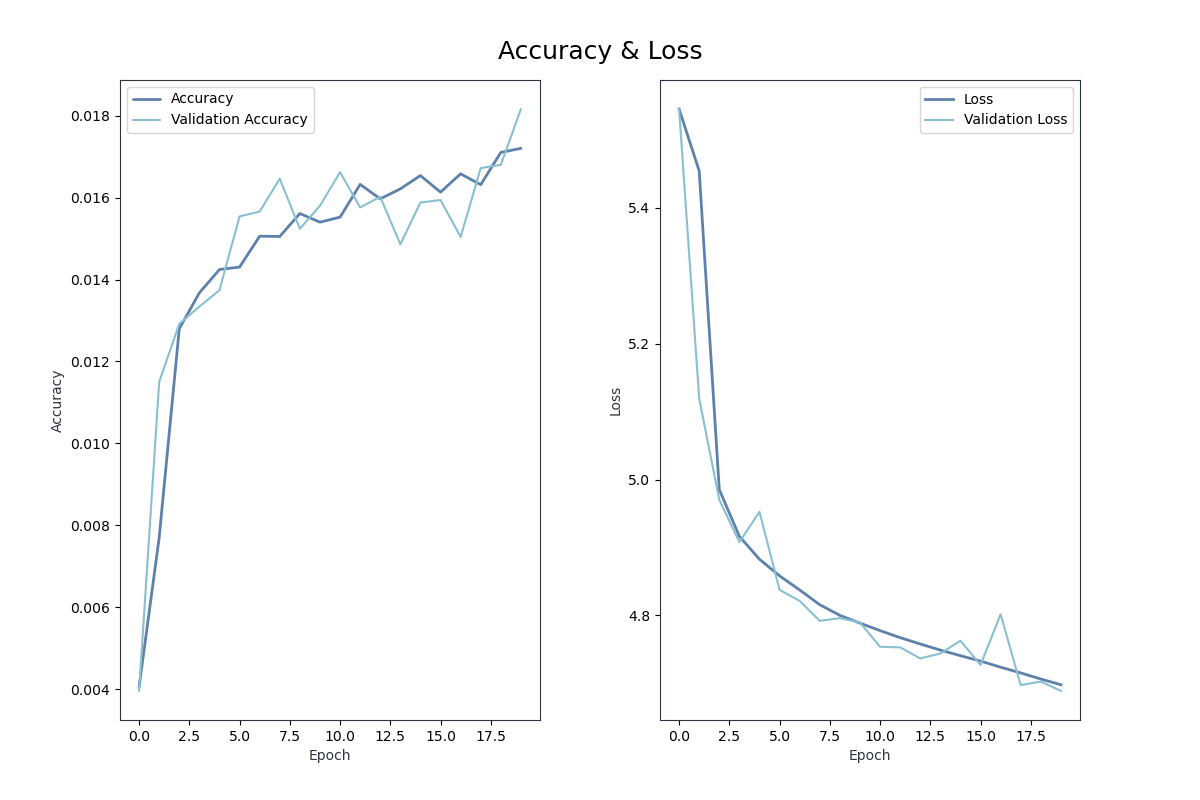 Accuracy & Loss
Accuracy
Validation Accuracy
0.018
0.016
0.014
0.012
0.010
0.008
0.006
0.004
Accuracy
0.0 2.5 5.0 7.5 10.0 12.5 15.0 17.5
Epoch
Loss
Validation Loss
5.4
5.2
5.0
4.8
Loss
0.0 2.5 5.0 7.5 10.0 12.5 15.0 17.5
Epoch